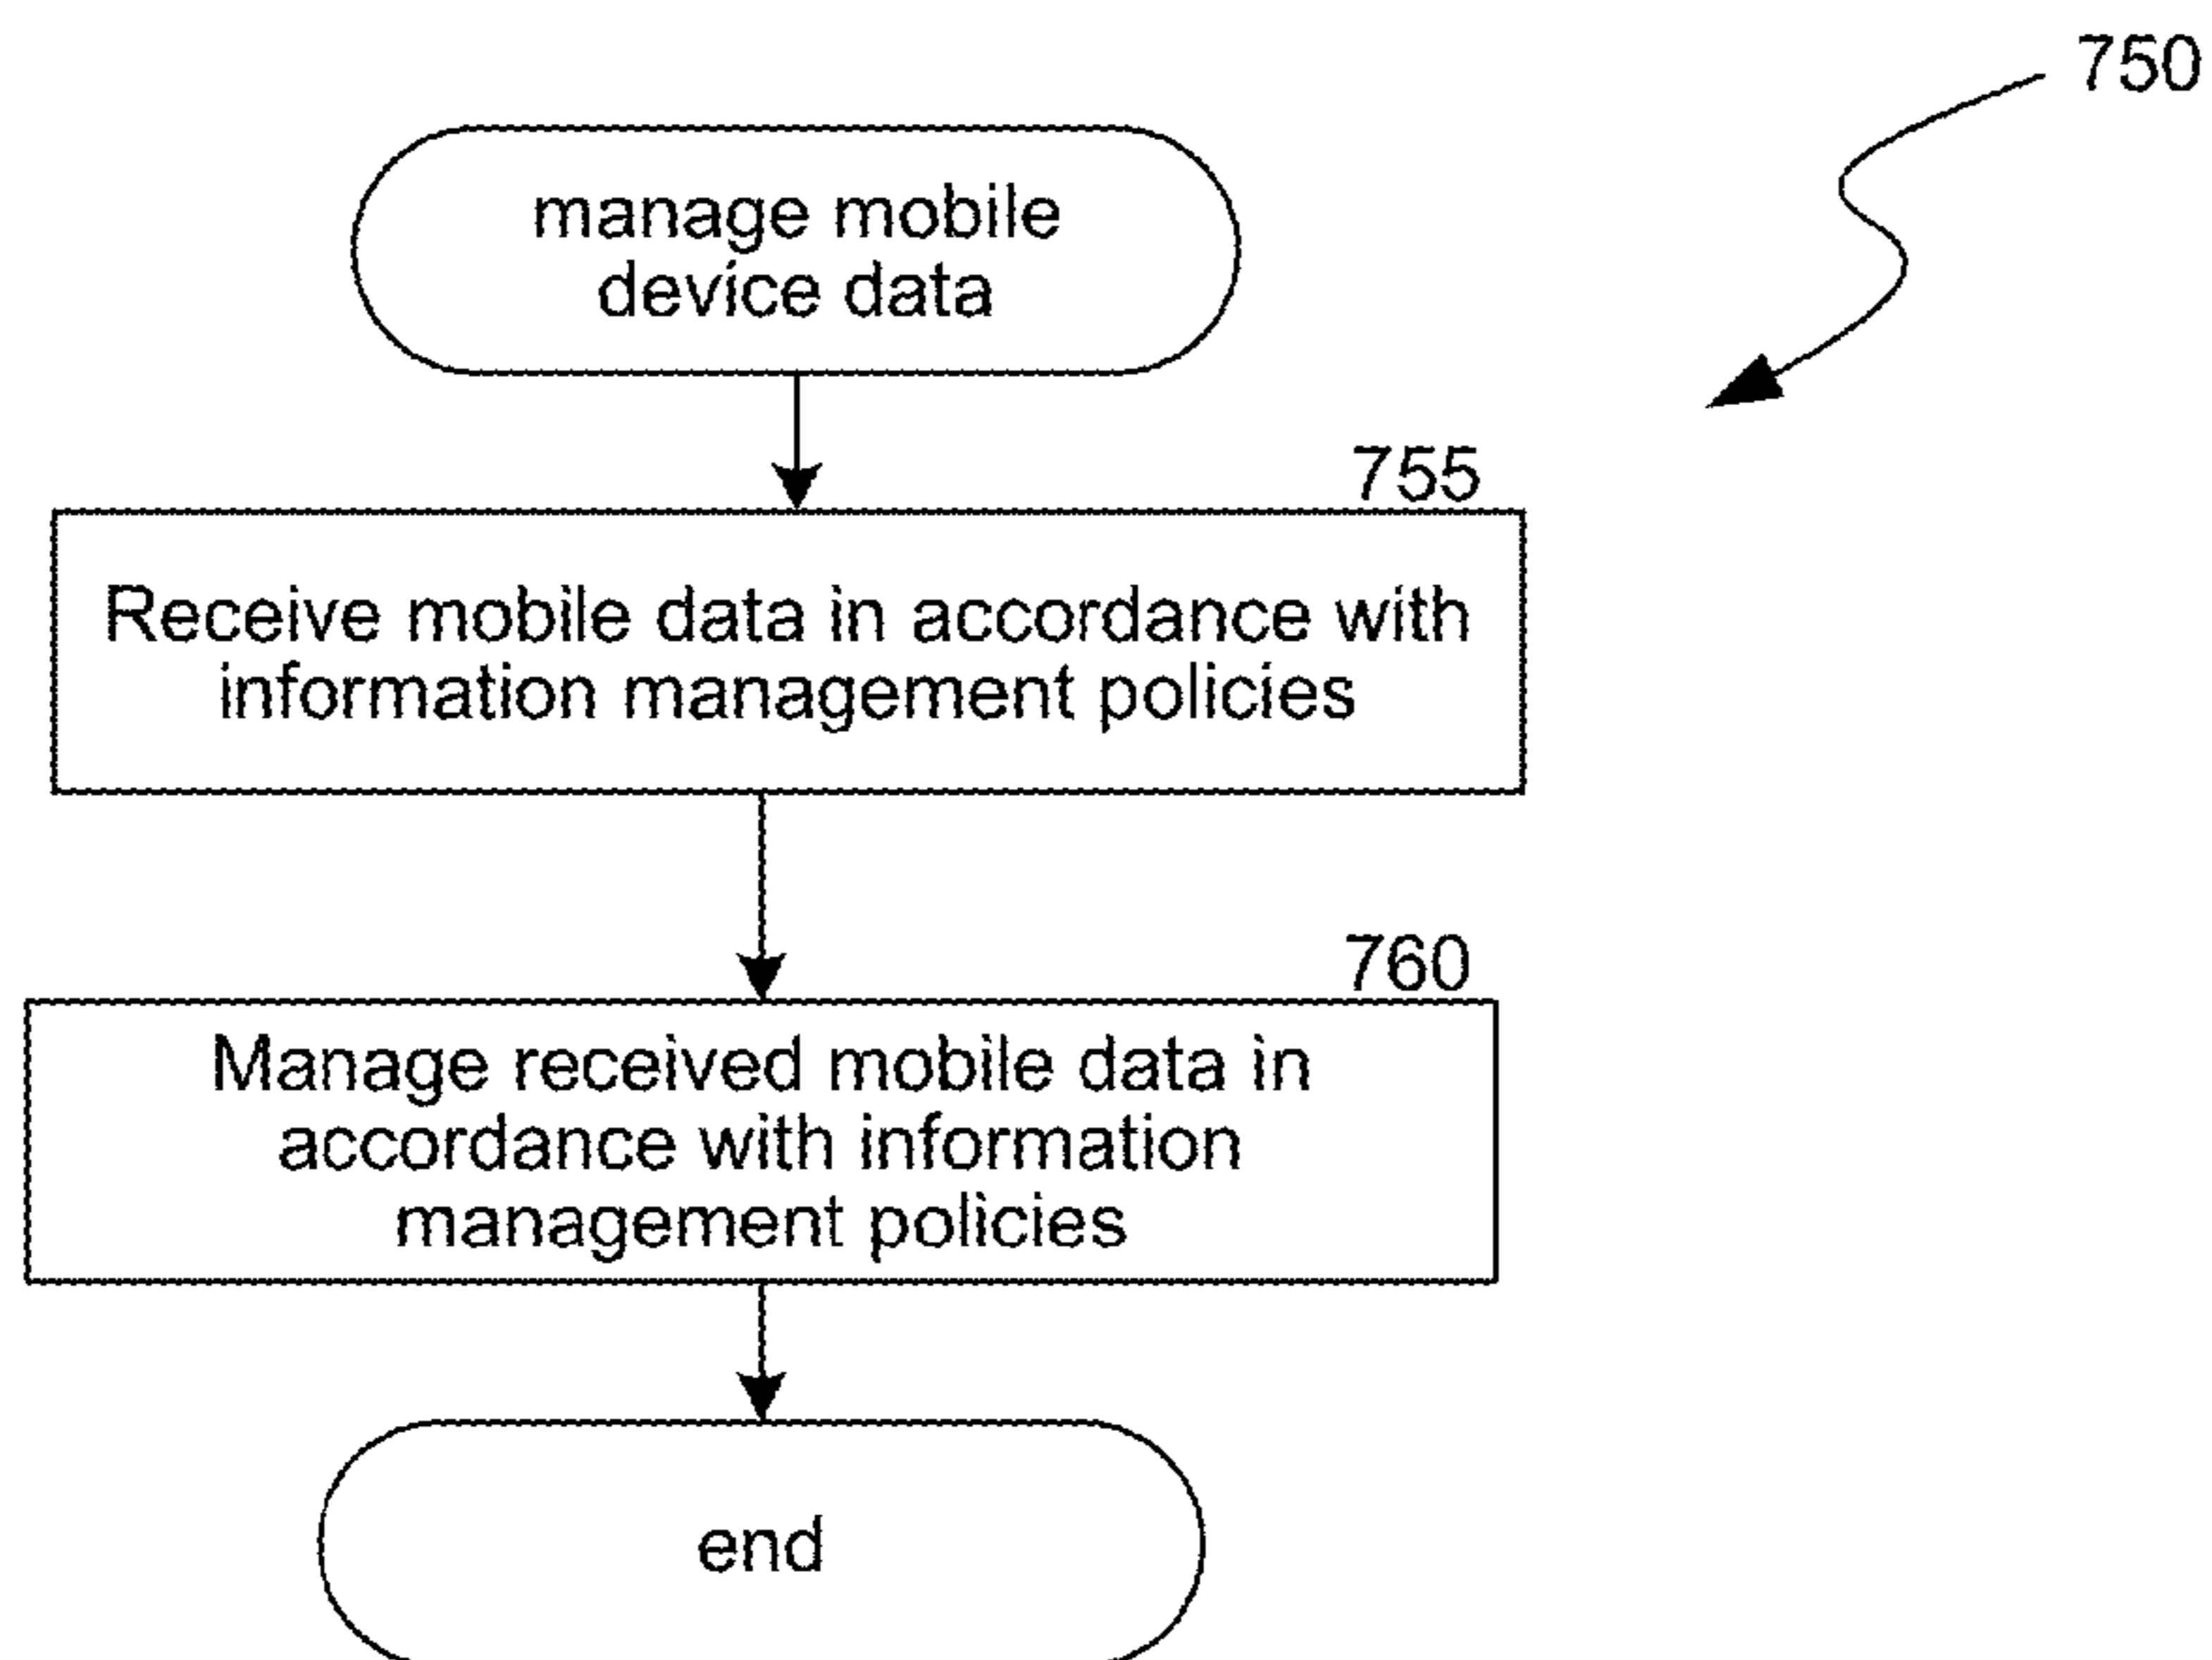 750
manage mobile
device data
755
Receive mobile data in accordance with
information management policies
760
Manage received mobile data in
accordance with information
management policies
end